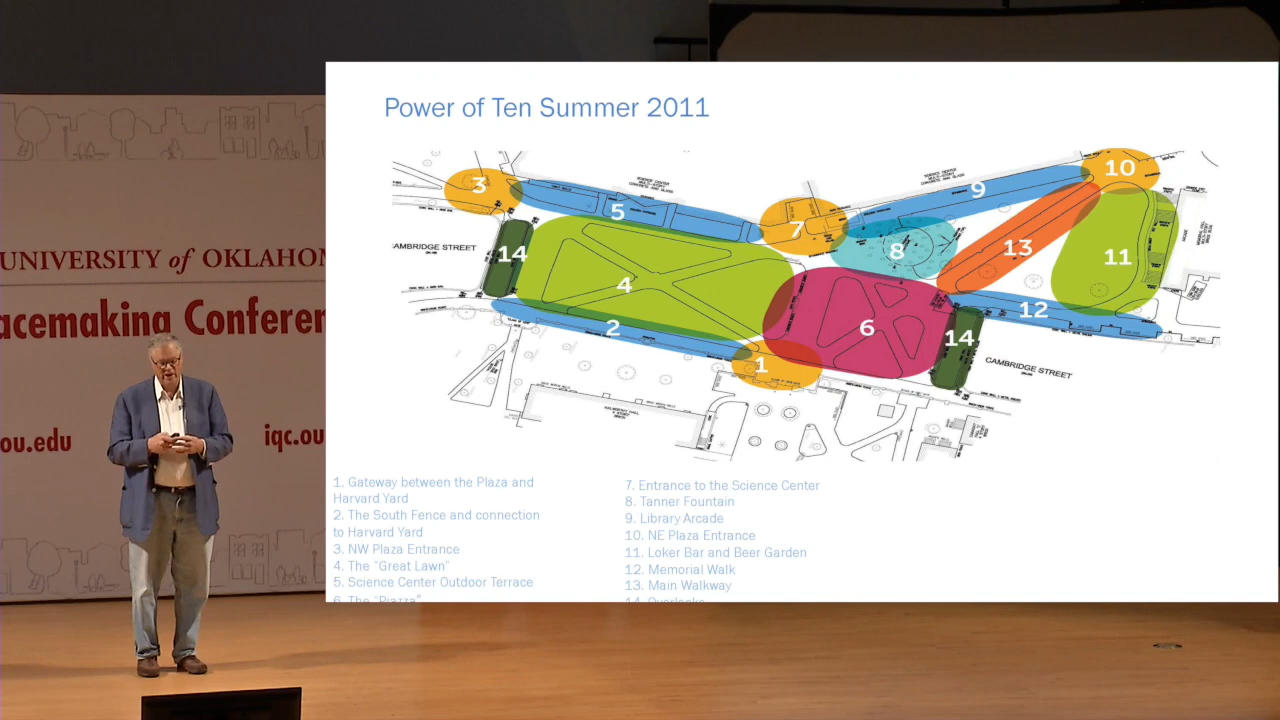 Power of Ten Summer 2011
3
10
9
5
7
AMBRIDGE STREET
14
8
13
11
4
12
2
6
14
1
CAMBRIDGE STREET
UNIVERSITY of OKLAHOM
acemaking Conferen
ou.edu
iqc.ou
1. Gateway between the Plaza and
Harvard Yard
2. The South Fence and connection
to Harvard Yard
3. NW Plaza Entrance
4. The "Great Lawn"
5. Science Center Outdoor Terrace
6. The "Piazza"
7. Entrance to the Science Center
8. Tanner Fountain
9. Library Arcade
10. NE Plaza Entrance
11. Loker Bar and Beer Garden
12. Memorial Walk
13. Main Walkway
14. Overlooks